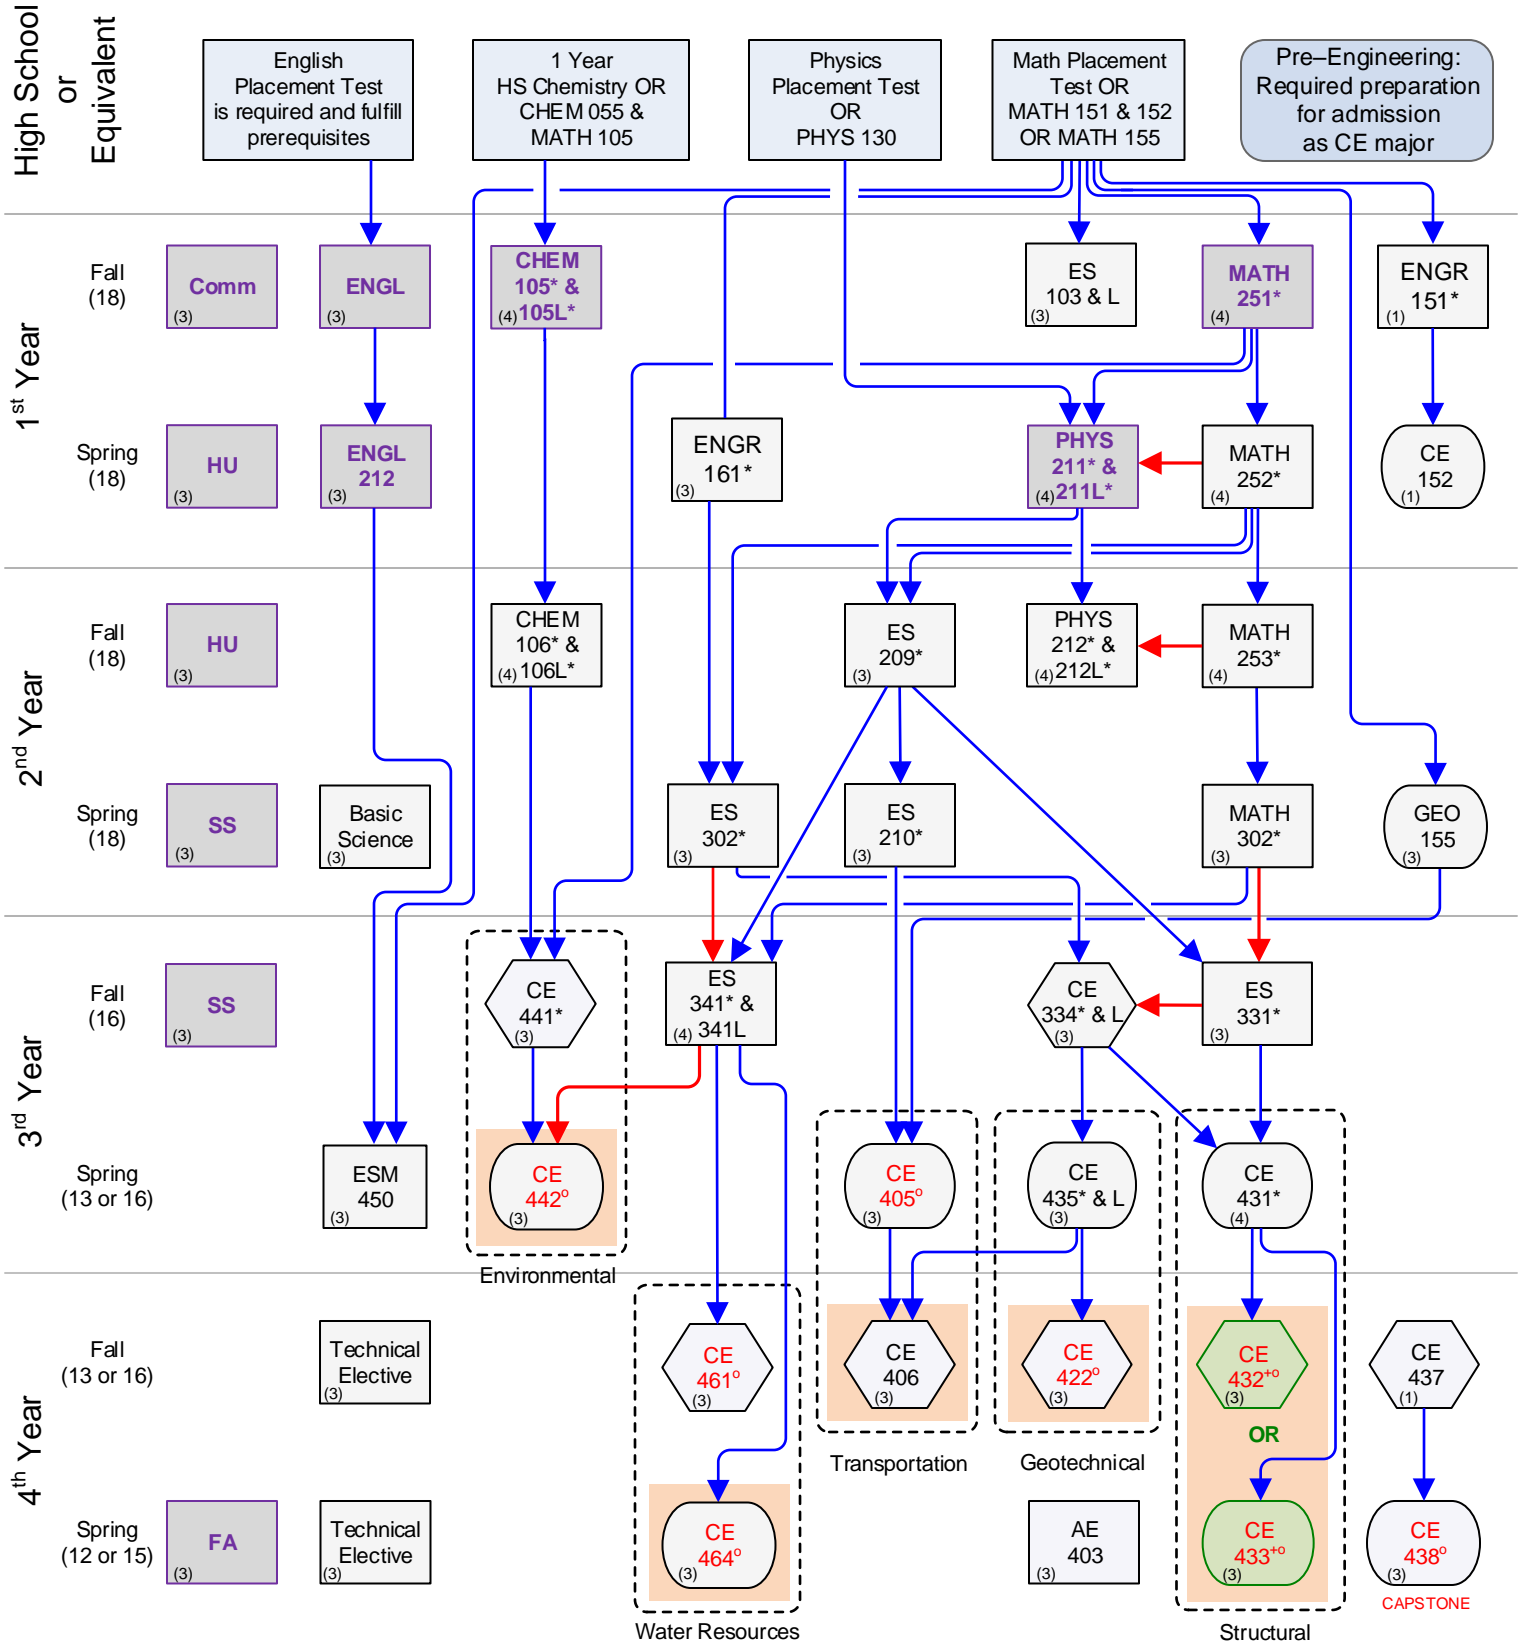 High School
or
Equivalent
English
Placement Test
is required and fulfill
prerequisites
1 Year
HS Chemistry OR
CHEM 055 &
MATH 105
Physics
Placement Test
OR
PHYS 130
Math Placement
Test OR
MATH 151 & 152
OR MATH 155
Pre–Engineering:
Required preparation
for admission
as CE major
1st Year
Fall
(18)
Comm
(3)
ENGL
(3)
CHEM
105* &
(4) 105L*
ES
103 & L
(3)
MATH
251*
(4)
ENGR
151*
(1)
Spring
(18)
HU
(3)
ENGL
212
(3)
ENGR
161*
(3)
PHYS
211* &
(4) 211L*
MATH
252*
(4)
CE
152
(1)
2nd Year
Fall
(18)
HU
(3)
CHEM
106* &
(4) 106L*
ES
209*
(3)
PHYS
212* &
(4) 212L*
MATH
253*
(4)
Spring
(18)
SS
(3)
Basic
Science
(3)
ES
302*
(3)
ES
210*
(3)
MATH
302*
(3)
GEO
155
(3)
3rd Year
Fall
(16)
SS
(3)
CE
441*
(3)
ES
341* &
(4) 341L
CE
334* & L
(3)
ES
331*
(3)
Spring
(13 or 16)
ESM
450
(3)
CE
442o
(3)
CE
405o
(3)
CE
435* & L
(3)
CE
431*
(4)
Environmental
4th Year
Fall
(13 or 16)
Technical
Elective
(3)
CE
461o
(3)
CE
406
(3)
CE
422o
(3)
CE
432+o
(3)
CE
437
(1)
OR
Transportation
Geotechnical
Spring
(12 or 15)
FA
(3)
Technical
Elective
(3)
CE
464o
(3)
AE
403
(3)
CE
433+o
(3)
CE
438o
(3)
CAPSTONE
Water Resources
Structural